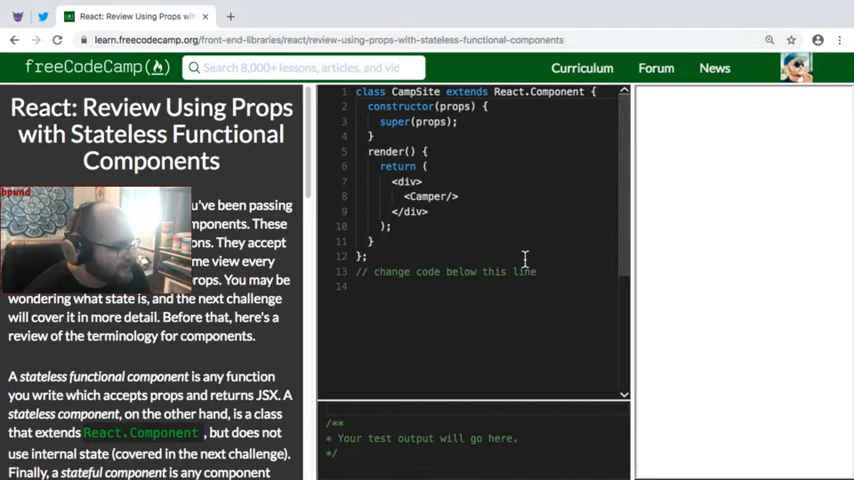 React: Review Using Props with
learn.freecodecamp.org/front-end-libraries/react/review-using-props-with-stateless-functional-components
freeCodeCamp
Search 8,000+ lessons, articles, and vid
Curriculum
Forum
News
React: Review Using Props
with Stateless Functional
Components
bpwnd
u've been passing
mponents. These
ons. They accept
me view every
rops. You may be
wondering what state is, and the next challenge
will cover it in more detail. Before that, here's a
review of the terminology for components.
A stateless functional component is any function
you write which accepts props and returns JSX. A
stateless component, on the other hand, is a class
that extends React.Component , but does not
use internal state (covered in the next challenge).
Finally, a stateful component is any component
1 class CampSite extends React.Component {
2 constructor(props) {
3 super(props);
4 }
5 render() {
6 return (
7 <div>
8 <Camper/>
9 </div>
10 );
11 }
12 };
13 // change code below this line
14
/**
* Your test output will go here.
*/